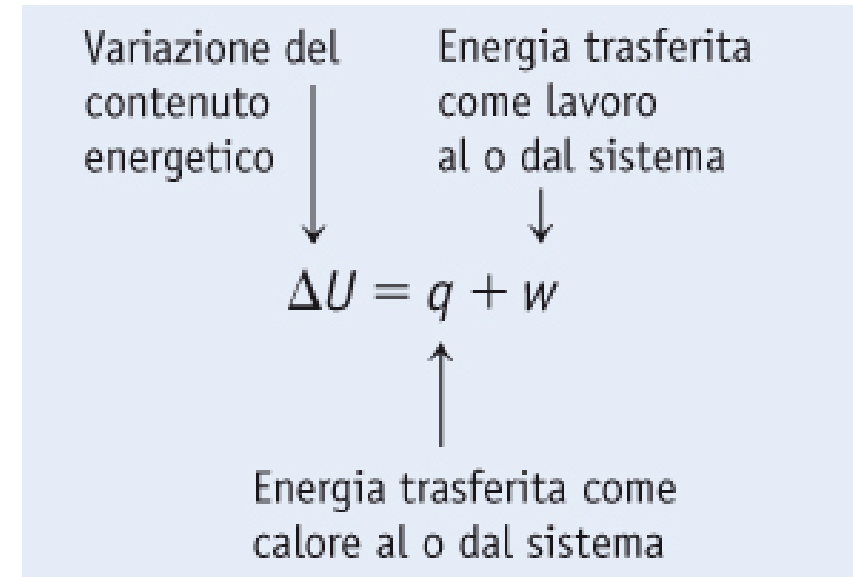 Variazione del
contenuto
energetico
Energia trasferita
come lavoro
al o dal sistema
ΔU = q + w
Energia trasferita come
calore al o dal sistema